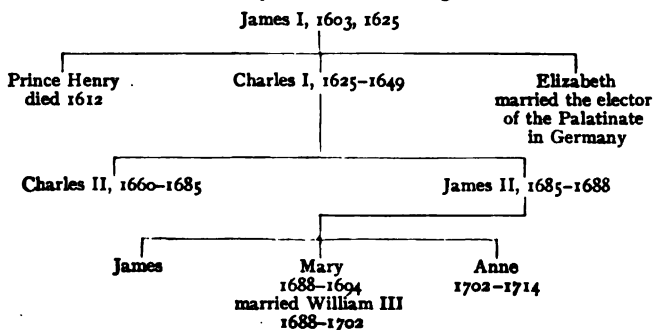 James I, 1603, 1625
Prince Henry
died 1612
Charles I, 1625–1649
Elizabeth
married the elector
of the Palatinate
in Germany
Charles II, 1660–1685
James II, 1685–1688
James
Mary
1688–1694
married William III
1688–1702
Anne
1702–1714